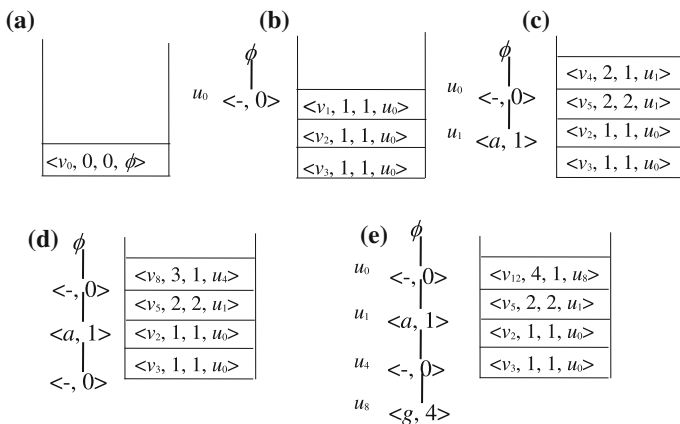 (a)
<v₀, 0, 0, ϕ>
(b)
ϕ
u₀ <-, 0>
<v₁, 1, 1, u₀>
<v₂, 1, 1, u₀>
<v₃, 1, 1, u₀>
(c)
ϕ
u₀ <-, 0>
u₁ <a, 1>
<v₄, 2, 1, u₁>
<v₅, 2, 2, u₁>
<v₂, 1, 1, u₀>
<v₃, 1, 1, u₀>
(d)
ϕ
<-, 0>
<a, 1>
<-, 0>
<v₈, 3, 1, u₄>
<v₅, 2, 2, u₁>
<v₂, 1, 1, u₀>
<v₃, 1, 1, u₀>
(e)
ϕ
u₀ <-, 0>
u₁ <a, 1>
u₄ <-, 0>
u₈ <g, 4>
<v₁₂, 4, 1, u₈>
<v₅, 2, 2, u₁>
<v₂, 1, 1, u₀>
<v₃, 1, 1, u₀>